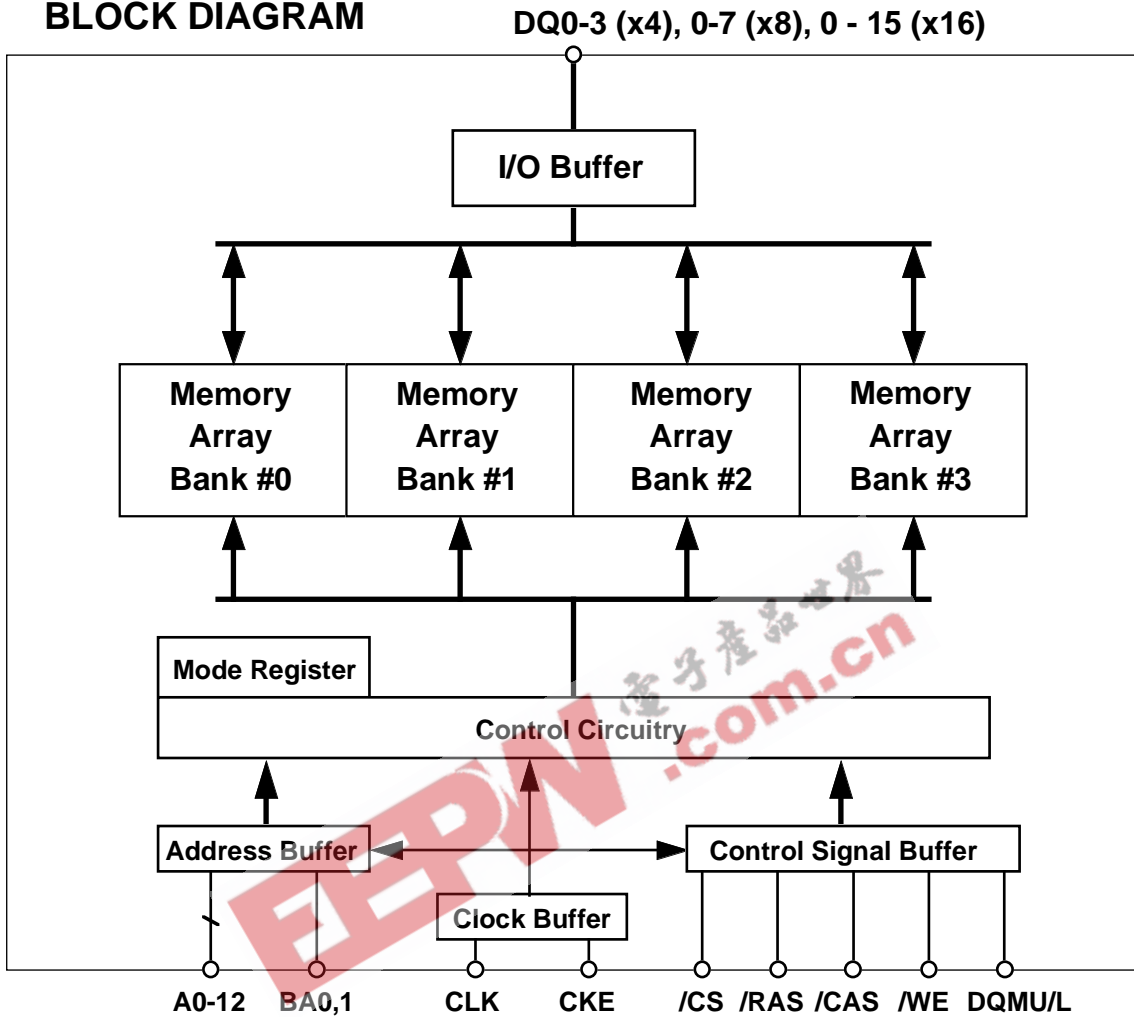 BLOCK DIAGRAM
DQ0-3 (x4), 0-7 (x8), 0 - 15 (x16)
I/O Buffer
Memory Array Bank #0
Memory Array Bank #1
Memory Array Bank #2
Memory Array Bank #3
Mode Register
Control Circuitry
Address Buffer
Control Signal Buffer
Clock Buffer
A0-12 BA0,1 CLK CKE /CS /RAS /CAS /WE DQMU/L
EEPW .com.cn
電子產品世界